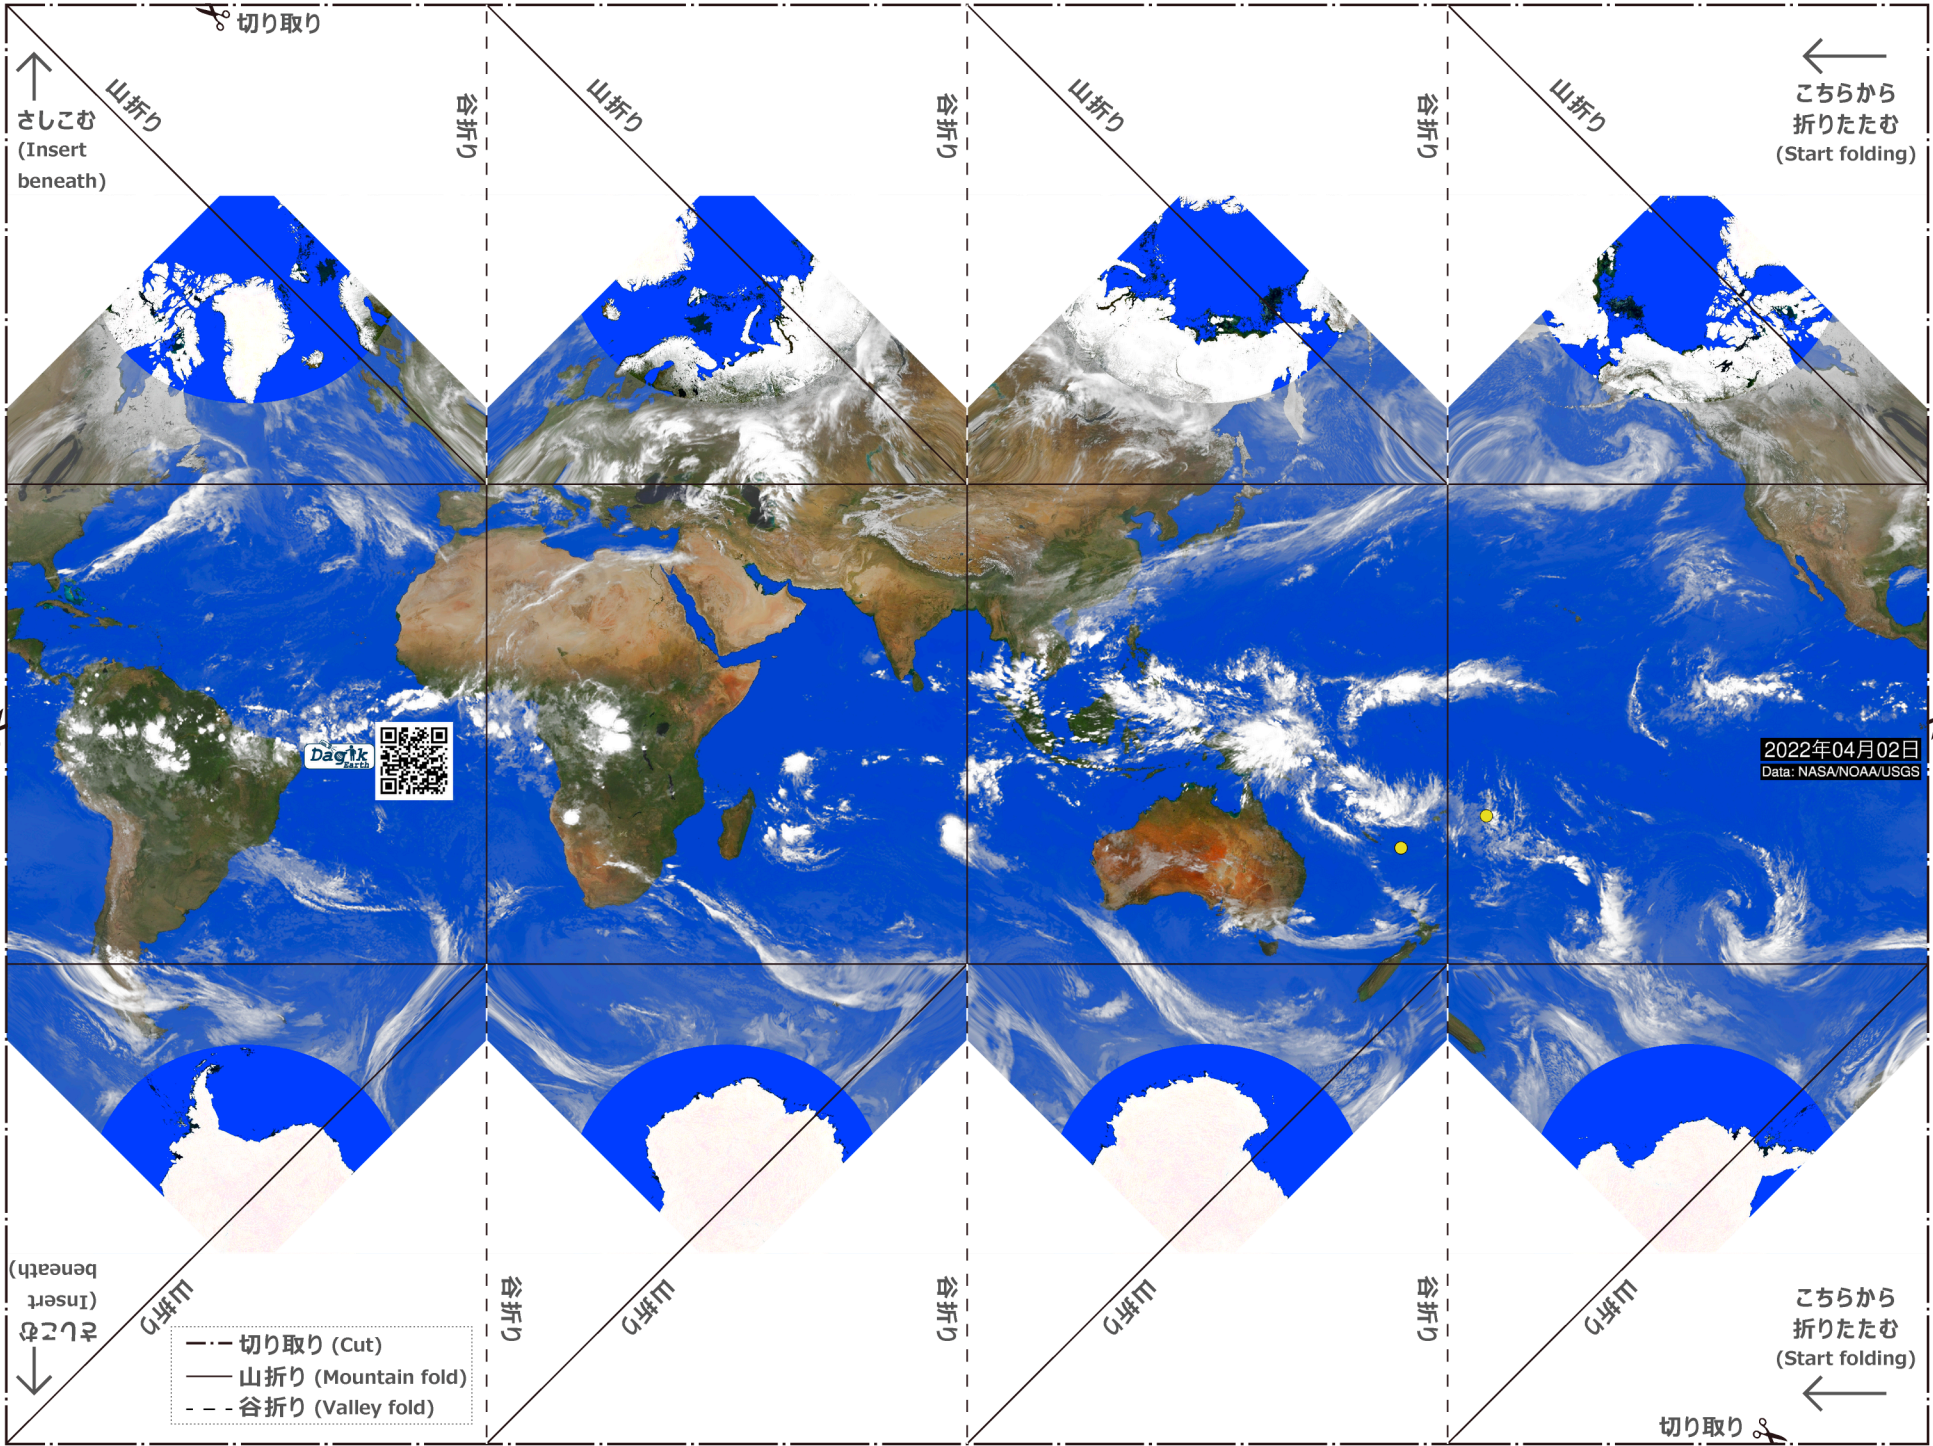 切り取り
山折り
谷折り
山折り
谷折り
山折り
谷折り
山折り
さしこむ
(Insert
beneath)
こちらから
折りたたむ
(Start folding)
Dagik
Earth
2022年04月02日
Data: NASA/NOAA/USGS
さしこむ
(Insert
beneath)
山折り
谷折り
山折り
谷折り
山折り
谷折り
山折り
こちらから
折りたたむ
(Start folding)
切り取り (Cut)
山折り (Mountain fold)
谷折り (Valley fold)
切り取り